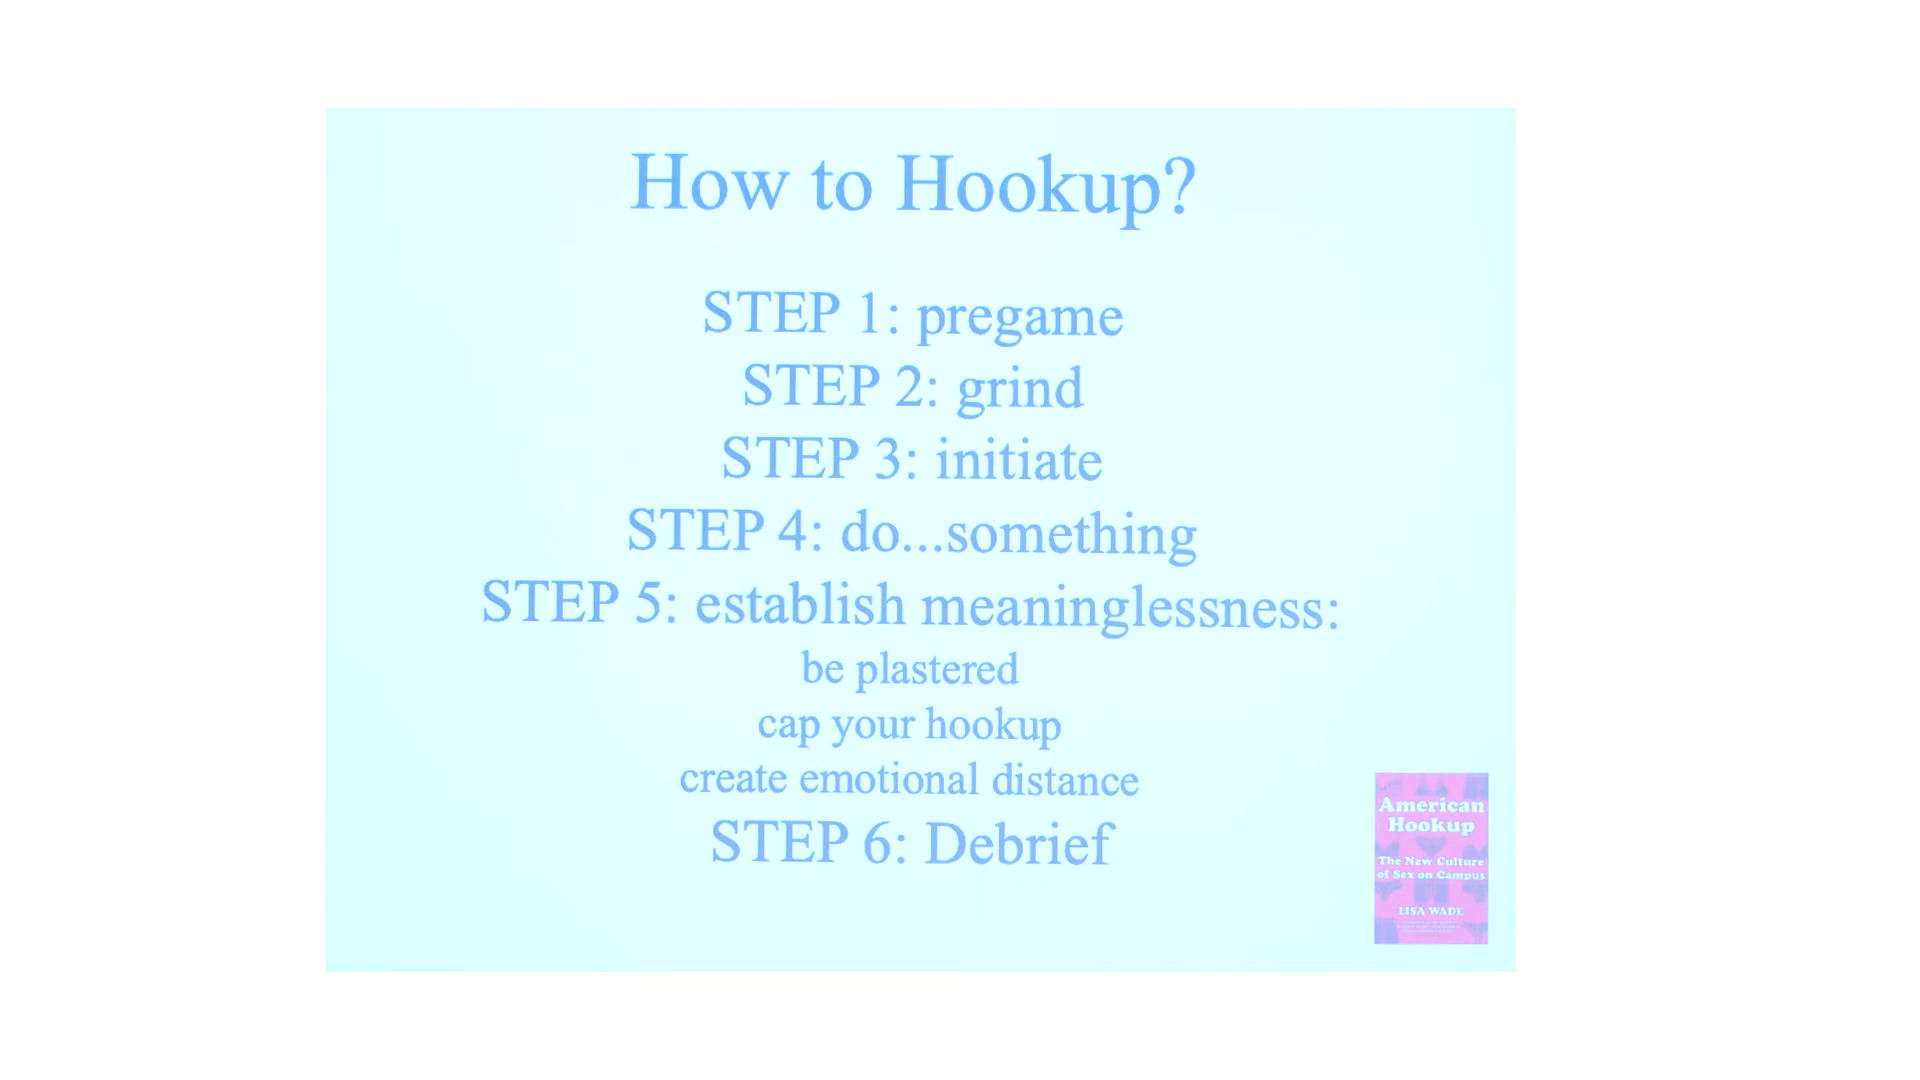 How to Hookup?
STEP 1: pregame
STEP 2: grind
STEP 3: initiate
STEP 4: do...something
STEP 5: establish meaninglessness:
be plastered
cap your hookup
create emotional distance
STEP 6: Debrief
American
Hookup
The New Culture
of Sex on Campus
LISA WADE